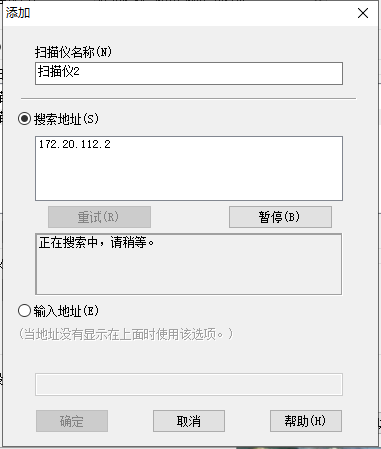 添加
扫描仪名称(N)
扫描仪2
搜索地址(S)
172.20.112.2
重试(R)
暂停(B)
正在搜索中，请稍等。
输入地址(E)
(当地址没有显示在上面时使用该选项。)
确定
取消
帮助(H)